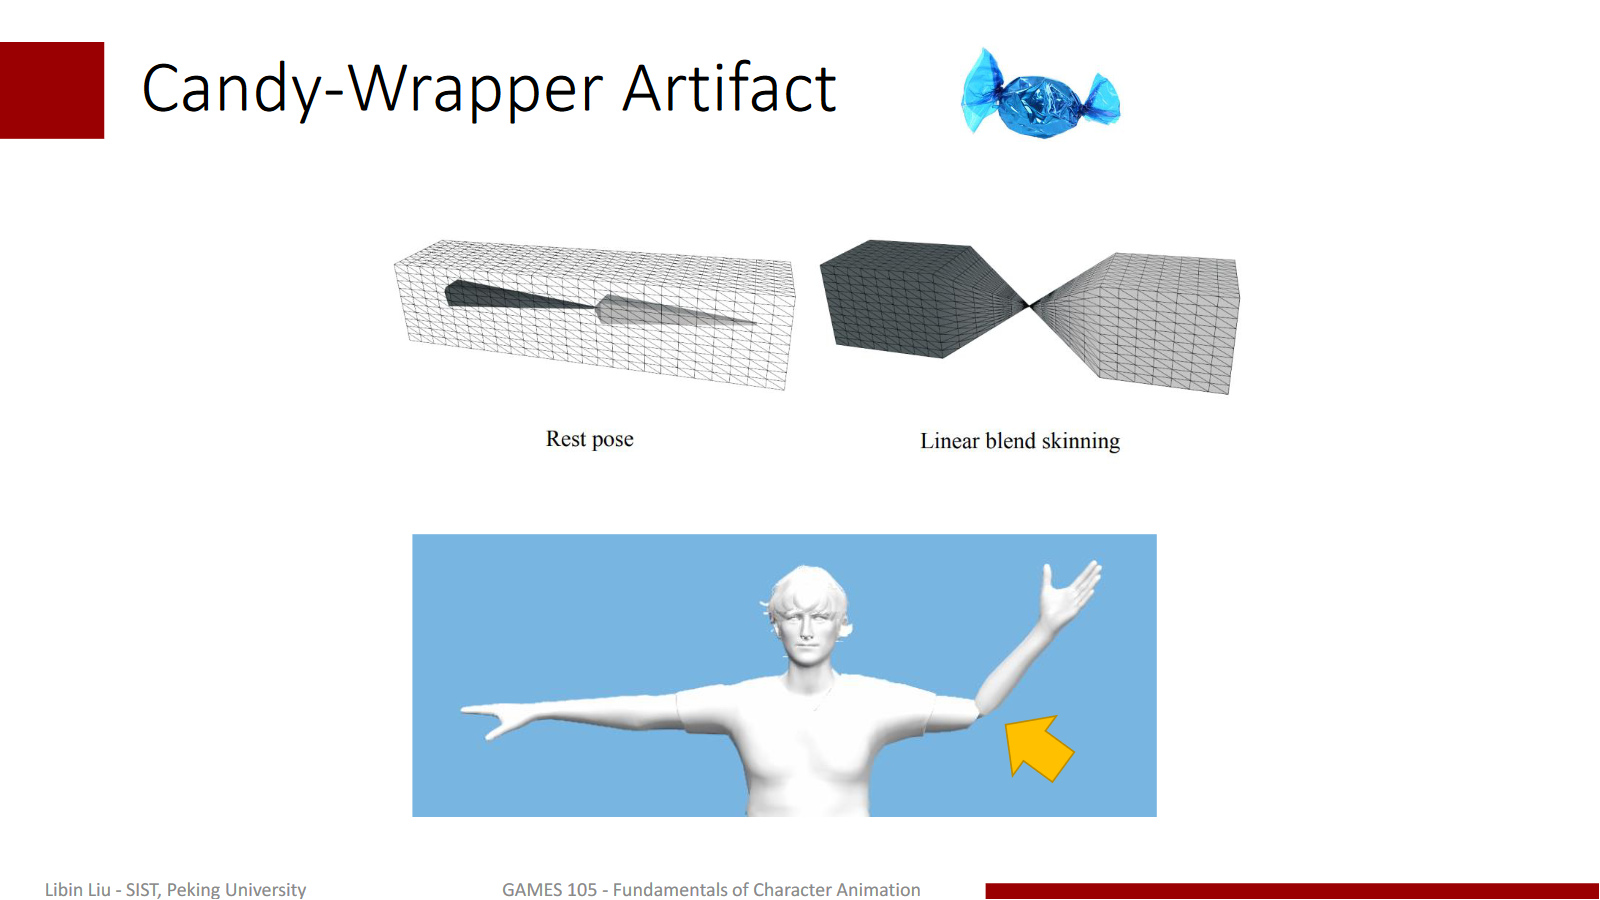 Candy-Wrapper Artifact
Rest pose
Linear blend skinning
Libin Liu - SIST, Peking University
GAMES 105 - Fundamentals of Character Animation